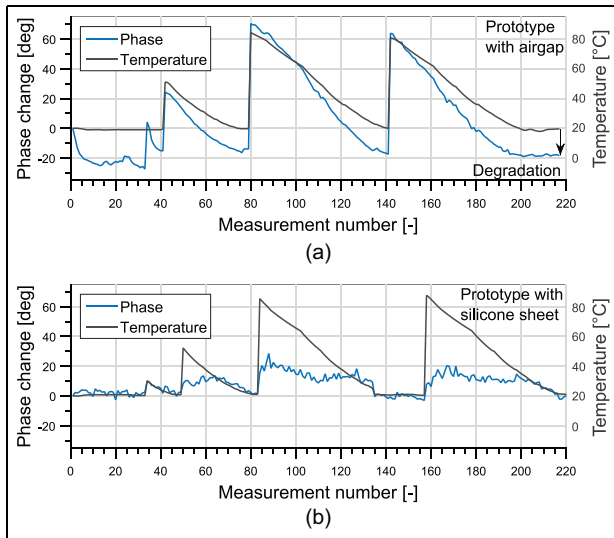 Phase change [deg]
60
40
20
0
-20
Phase
Temperature
Prototype
with airgap
Degradation
80
60
40
20
0
Temperature [°C]
0 20 40 60 80 100 120 140 160 180 200 220
Measurement number [-]
(a)
Phase change [deg]
60
40
20
0
-20
Phase
Temperature
Prototype with
silicone sheet
80
60
40
20
0
Temperature [°C]
0 20 40 60 80 100 120 140 160 180 200 220
Measurement number [-]
(b)